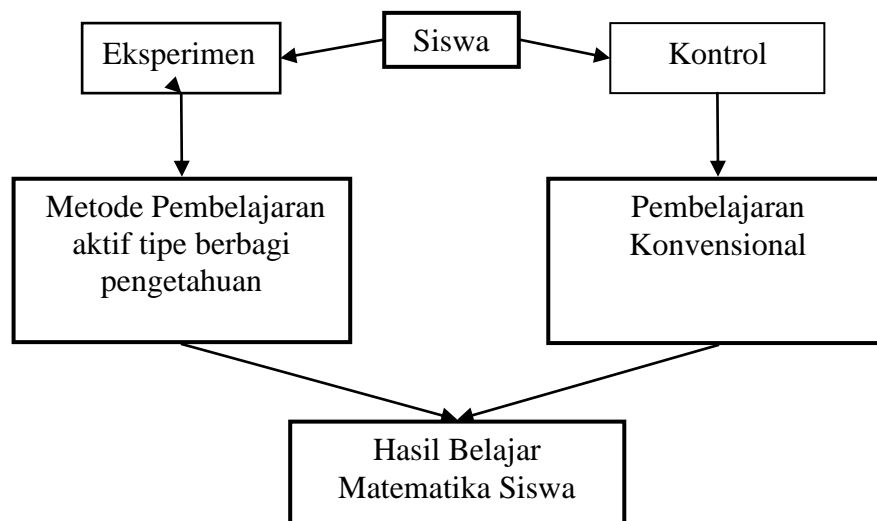 Siswa
Eksperimen
Kontrol
Metode Pembelajaran
aktif tipe berbagi
pengetahuan
Pembelajaran
Konvensional
Hasil Belajar
Matematika Siswa